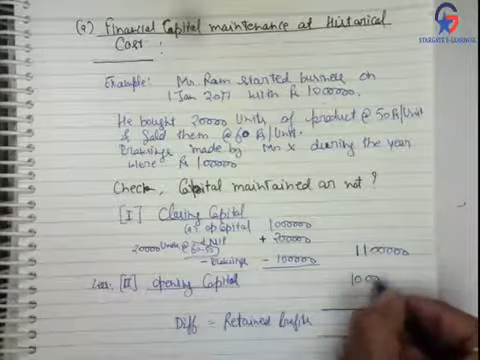 (a) Financial Capital maintenance at Historical
Cost :
Example: Mr. Ram started business on
1 Jan 2017 with ₨ 1000000.
He bought 20000 Units of product @ 50 ₨/Unit
& Sold them @ 60 ₨/Unit.
Drawings made by Mr X during the year
were ₨ 100000
Check, Capital maintained or not ?
[I] Closing Capital
op Capital 1000000
20000 Units + NIP + 200000
- Drawings - 100000 1100000
Less: [II] Opening Capital 1000
Diff = Retained Profits
STARGATE E-LEARNING